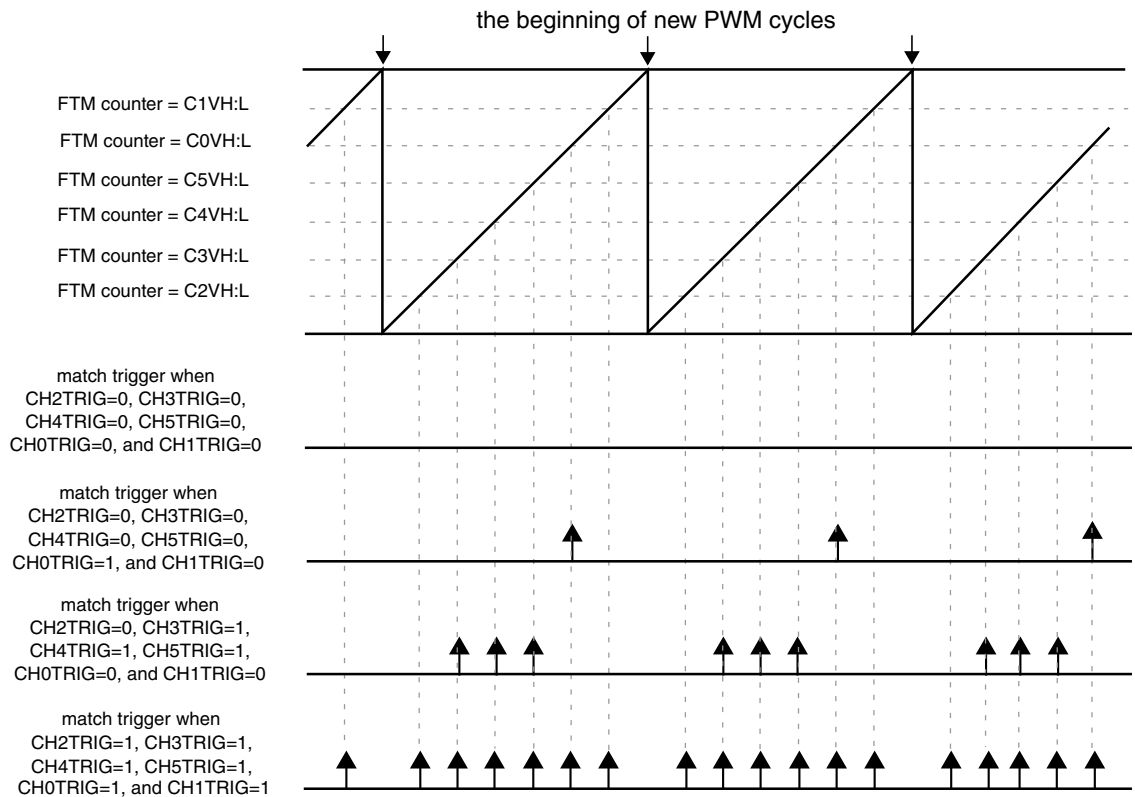 the beginning of new PWM cycles
FTM counter = C1VH:L
FTM counter = C0VH:L
FTM counter = C5VH:L
FTM counter = C4VH:L
FTM counter = C3VH:L
FTM counter = C2VH:L
match trigger when
CH2TRIG=0, CH3TRIG=0,
CH4TRIG=0, CH5TRIG=0,
CH0TRIG=0, and CH1TRIG=0
match trigger when
CH2TRIG=0, CH3TRIG=0,
CH4TRIG=0, CH5TRIG=0,
CH0TRIG=1, and CH1TRIG=0
match trigger when
CH2TRIG=0, CH3TRIG=1,
CH4TRIG=1, CH5TRIG=1,
CH0TRIG=0, and CH1TRIG=0
match trigger when
CH2TRIG=1, CH3TRIG=1,
CH4TRIG=1, CH5TRIG=1,
CH0TRIG=1, and CH1TRIG=1